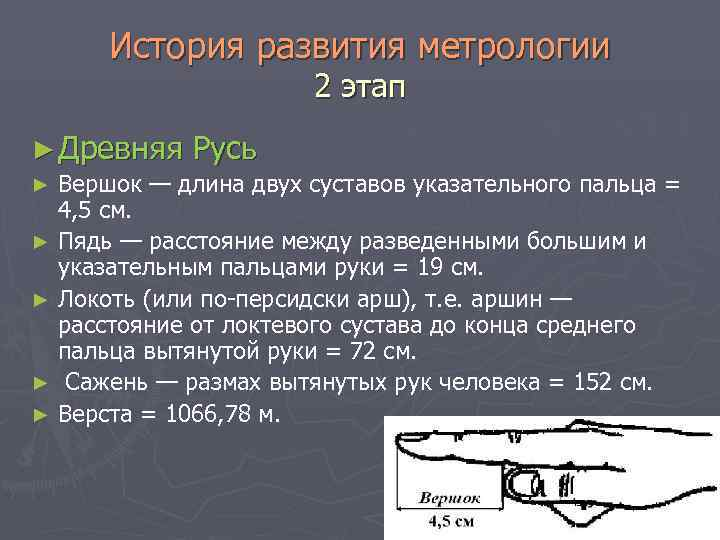 История развития метрологии
2 этап
► Древняя Русь
► Вершок — длина двух суставов указательного пальца =
4,5 см.
► Пядь — расстояние между разведенными большим и
указательным пальцами руки = 19 см.
► Локоть (или по-персидски арш), т.е. аршин —
расстояние от локтевого сустава до конца среднего
пальца вытянутой руки = 72 см.
► Сажень — размах вытянутых рук человека = 152 см.
► Верста = 1066,78 м.
Вершок
4,5 см